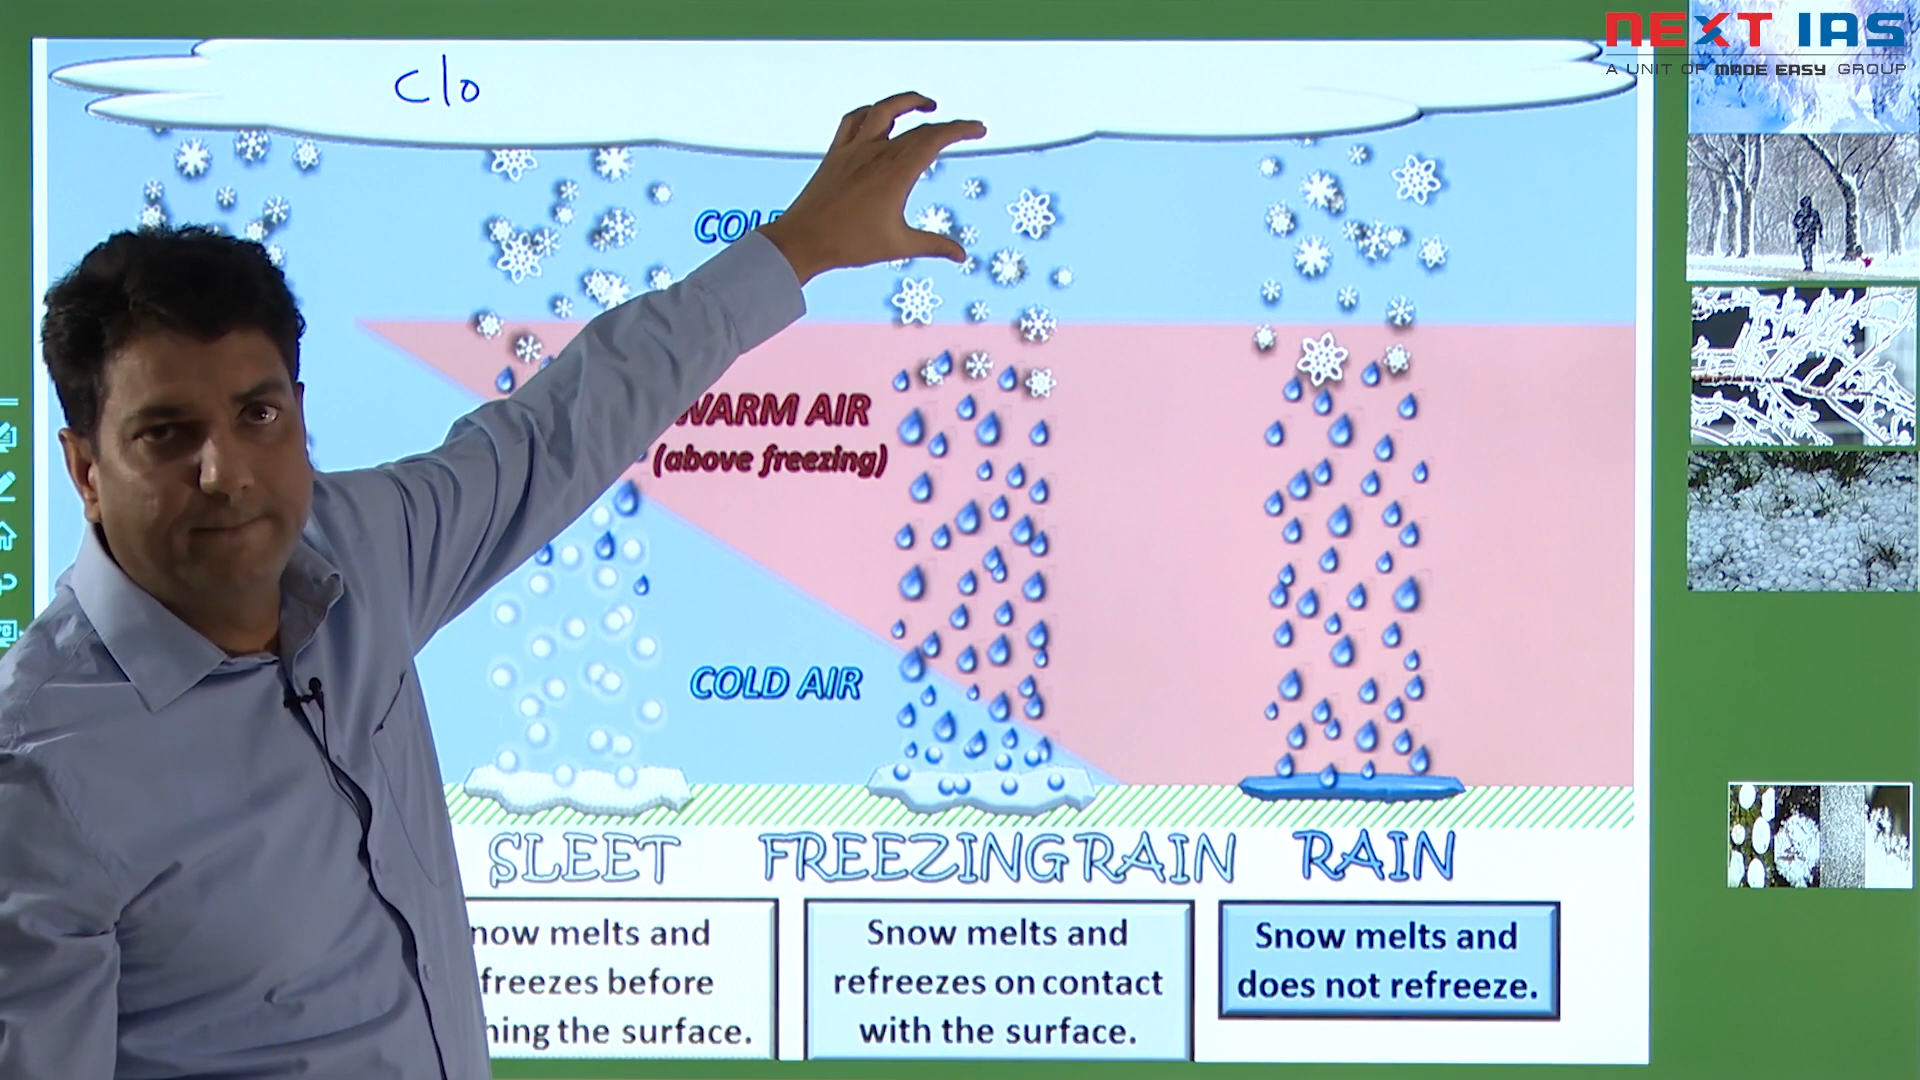 NEXT IAS
A UNIT OF MADE EASY GROUP
Clo
COLD
WARM AIR
(above freezing)
COLD AIR
SLEET
FREEZING RAIN
RAIN
now melts and
freezes before
hing the surface.
Snow melts and
refreezes on contact
with the surface.
Snow melts and
does not refreeze.